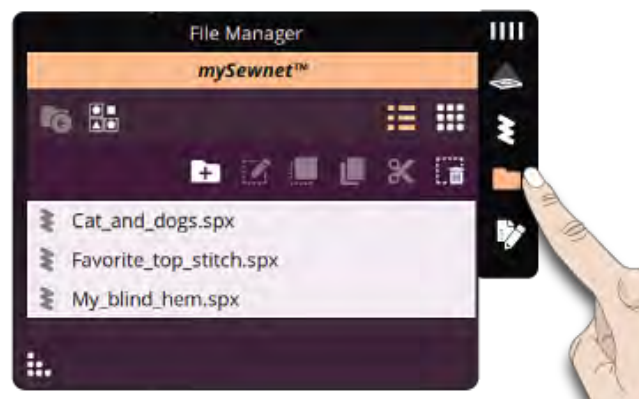 File Manager
mySewnet™
Cat_and_dogs.spx
Favorite_top_stitch.spx
My_blind_hem.spx